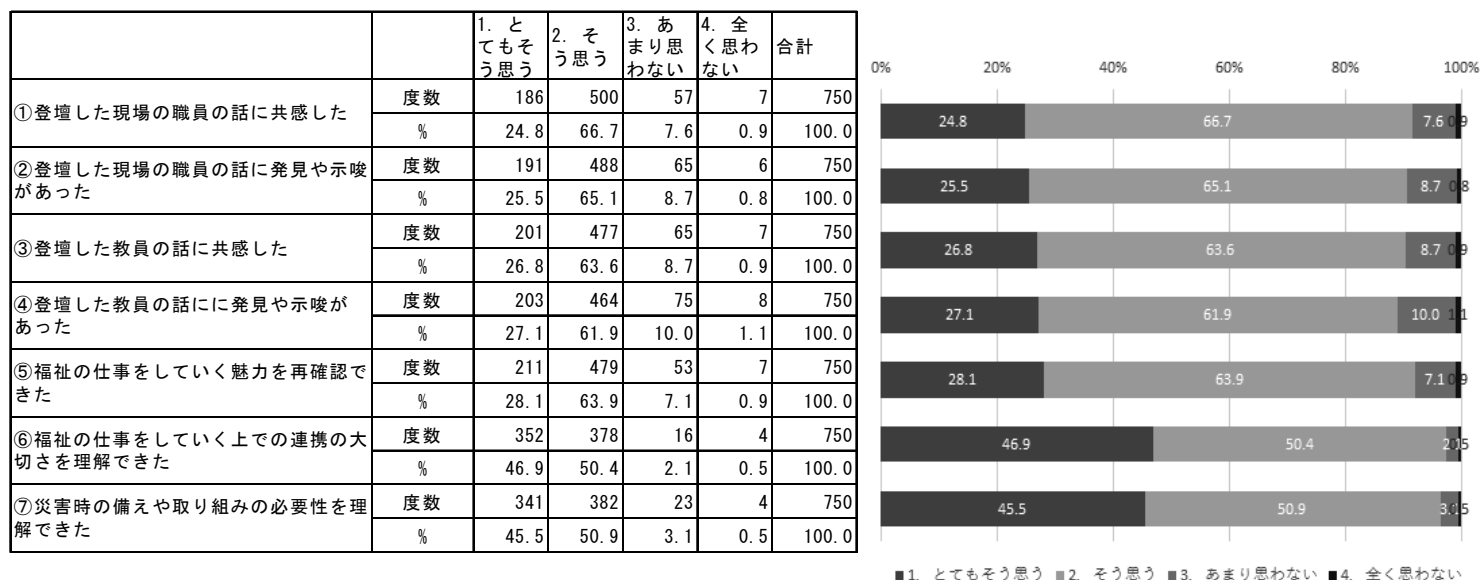 1. と
てもそ
う思う
2. そ
う思う
3. あ
まり思
わない
4. 全
く思わ
ない
合計
①登壇した現場の職員の話に共感した
度数 186 500 57 7 750
% 24.8 66.7 7.6 0.9 100.0
②登壇した現場の職員の話に発見や示唆
があった
度数 191 488 65 6 750
% 25.5 65.1 8.7 0.8 100.0
③登壇した教員の話に共感した
度数 201 477 65 7 750
% 26.8 63.6 8.7 0.9 100.0
④登壇した教員の話にに発見や示唆が
あった
度数 203 464 75 8 750
% 27.1 61.9 10.0 1.1 100.0
⑤福祉の仕事をしていく魅力を再確認で
きた
度数 211 479 53 7 750
% 28.1 63.9 7.1 0.9 100.0
⑥福祉の仕事をしていく上での連携の大
切さを理解できた
度数 352 378 16 4 750
% 46.9 50.4 2.1 0.5 100.0
⑦災害時の備えや取り組みの必要性を理
解できた
度数 341 382 23 4 750
% 45.5 50.9 3.1 0.5 100.0
0% 20% 40% 60% 80% 100%
24.8 66.7 7.6 0.9
25.5 65.1 8.7 0.8
26.8 63.6 8.7 0.9
27.1 61.9 10.0 1.1
28.1 63.9 7.1 0.9
46.9 50.4 2.1 0.5
45.5 50.9 3.1 0.5
1. とてもそう思う 2. そう思う 3. あまり思わない 4. 全く思わない